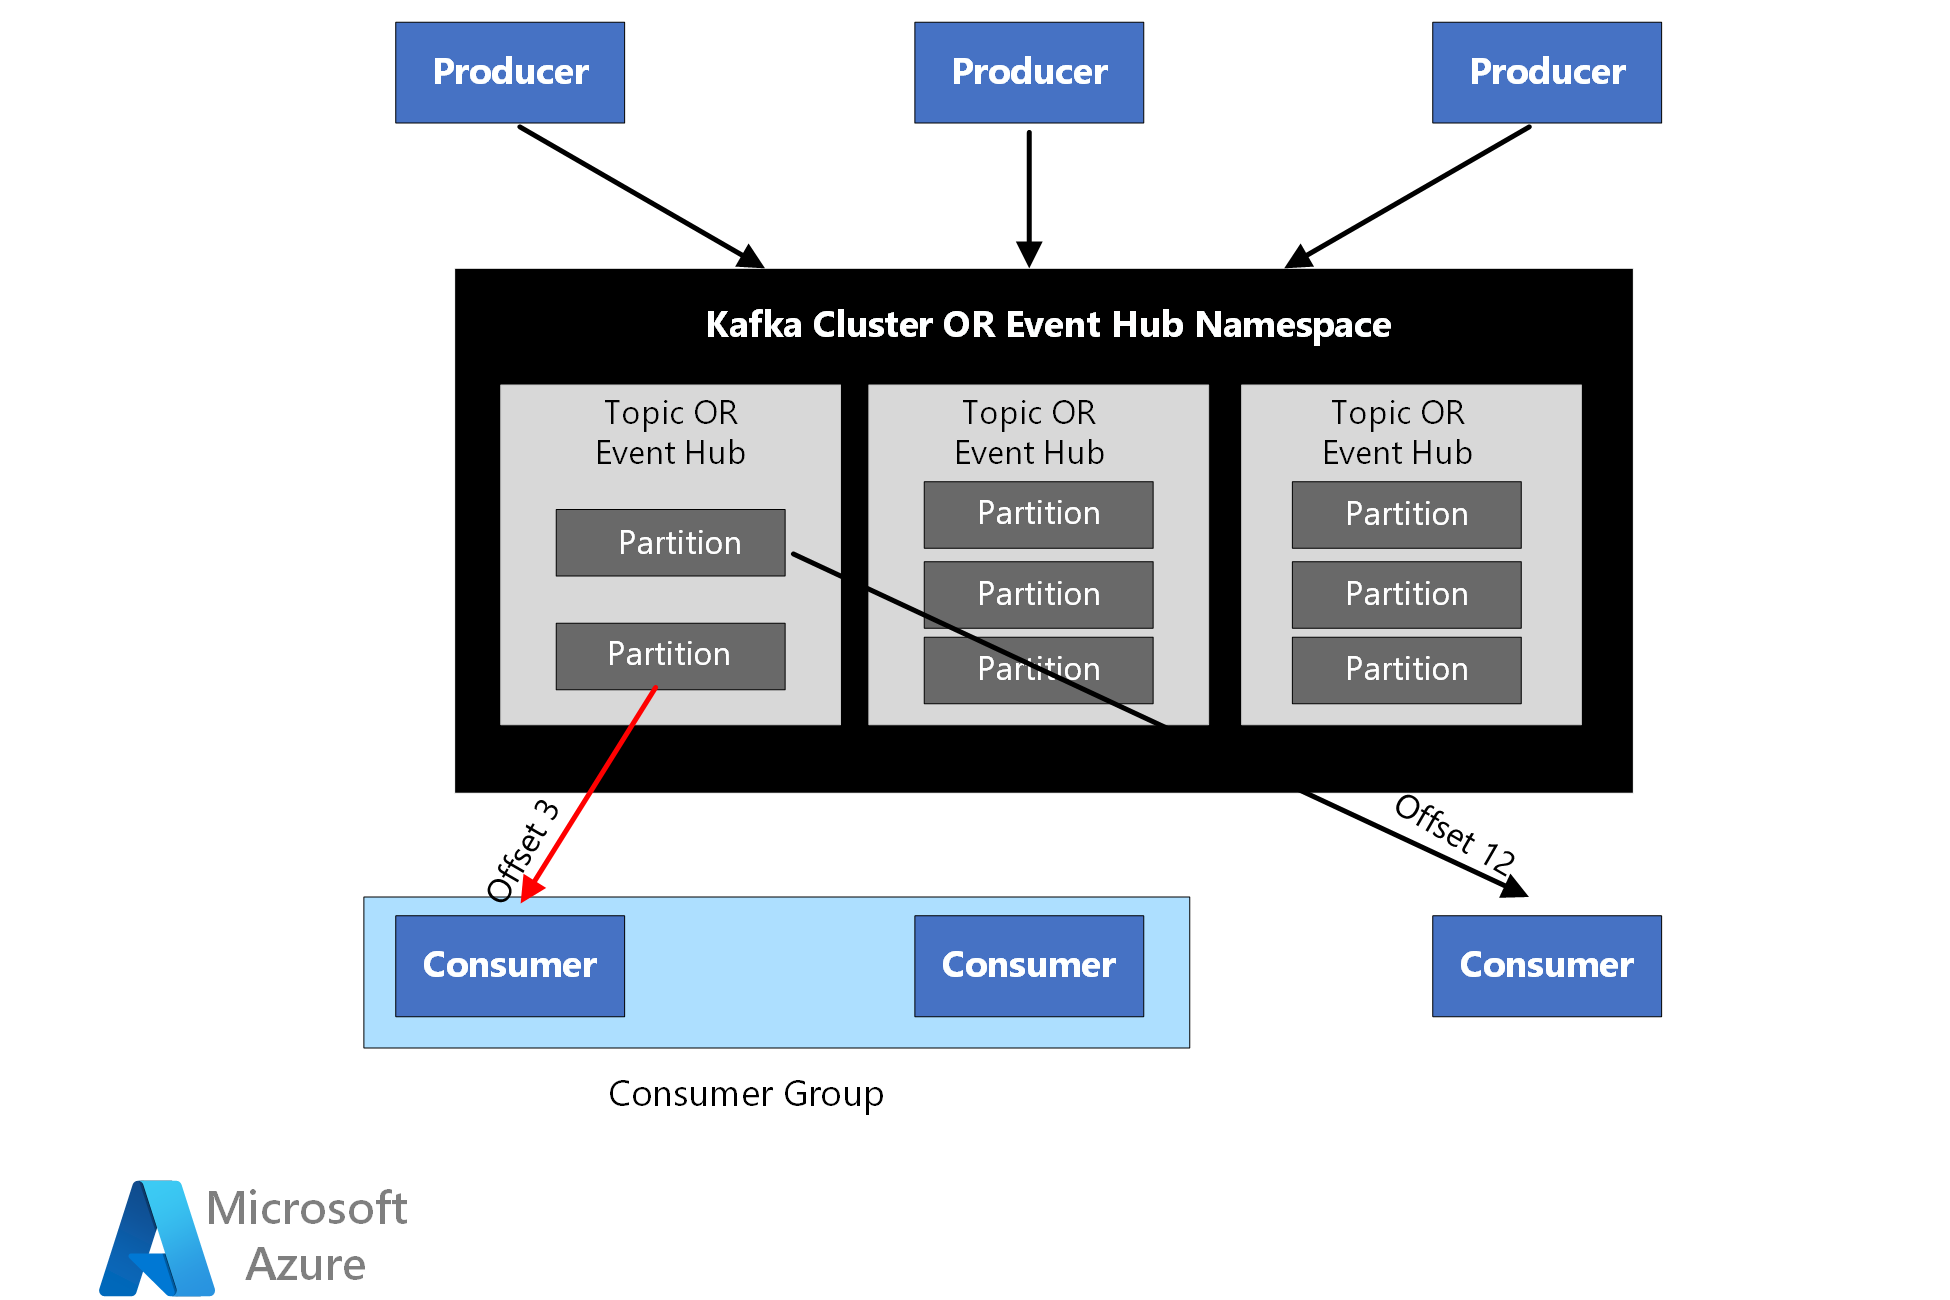 Producer
Producer
Producer
Kafka Cluster OR Event Hub Namespace
Topic OR
Event Hub
Partition
Partition
Topic OR
Event Hub
Partition
Partition
Partition
Topic OR
Event Hub
Partition
Partition
Partition
Offset 3
Offset 12
Consumer
Consumer
Consumer
Consumer Group
Microsoft
Azure